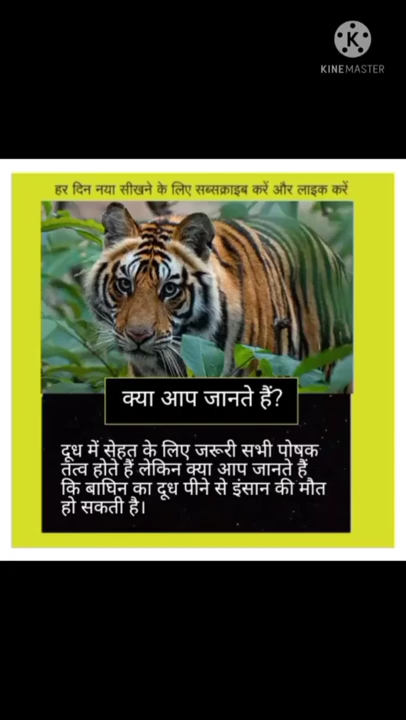 KINEMASTER
हर दिन नया सीखने के लिए सब्सक्राइब करें और लाइक करें
क्या आप जानते हैं?
दूध में सेहत के लिए जरूरी सभी पोषक
तत्व होते हैं लेकिन क्या आप जानते हैं
कि बाघिन का दूध पीने से इंसान की मौत
हो सकती है।